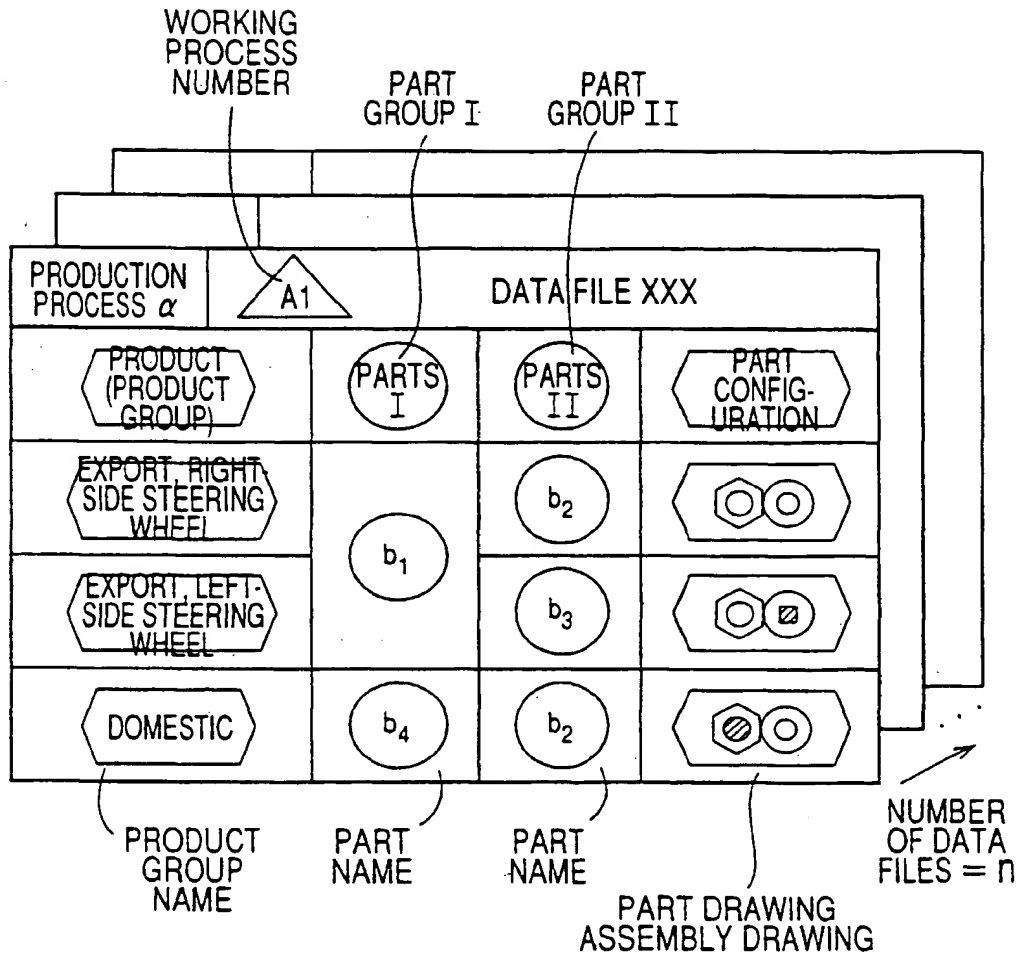 WORKING
PROCESS
NUMBER
PART
GROUP I
PART
GROUP II
PRODUCTION
PROCESS α
A1
DATA FILE XXX
PRODUCT
(PRODUCT
GROUP)
PARTS
I
PARTS
II
PART
CONFIG-
URATION
EXPORT, RIGHT-
SIDE STEERING
WHEEL
b1
b2
EXPORT, LEFT-
SIDE STEERING
WHEEL
b3
DOMESTIC
b4
b2
PRODUCT
GROUP
NAME
PART
NAME
PART
NAME
PART DRAWING
ASSEMBLY DRAWING
NUMBER
OF DATA
FILES = n